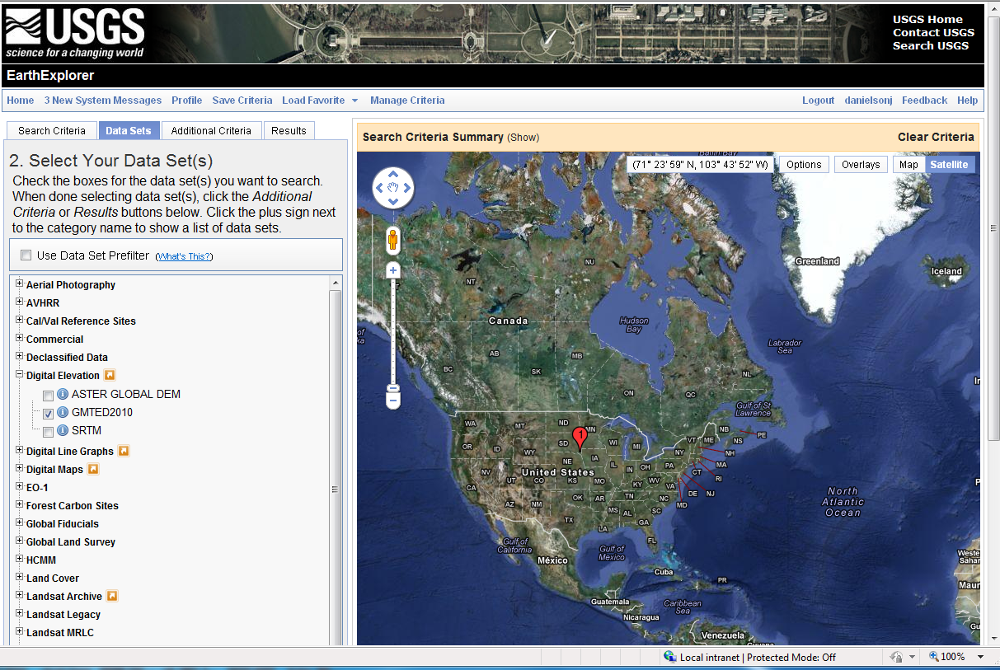 USGS
science for a changing world
USGS Home
Contact USGS
Search USGS
EarthExplorer
Home 3 New System Messages Profile Save Criteria Load Favorite Manage Criteria Logout danielsonj Feedback Help
Search Criteria Data Sets Additional Criteria Results
2. Select Your Data Set(s)
Check the boxes for the data set(s) you want to search.
When done selecting data set(s), click the Additional
Criteria or Results buttons below. Click the plus sign next
to the category name to show a list of data sets.
Use Data Set Prefilter (What's This?)
Aerial Photography
AVHRR
Cal/Val Reference Sites
Commercial
Declassified Data
Digital Elevation
ASTER GLOBAL DEM
GMTED2010
SRTM
Digital Line Graphs
Digital Maps
EO-1
Forest Carbon Sites
Global Fiducials
Global Land Survey
HCMM
Land Cover
Landsat Archive
Landsat Legacy
Landsat MRLC
Search Criteria Summary (Show) Clear Criteria
Baffin Bay
(71° 23' 59" N, 103° 43' 52" W) Options Overlays Map Satellite
NU
Greenland
Iceland
NT
Canada
Hudson
Bay
Labrador
Sea
AB
MB
BC
SK
NL
ON
QC
Gulf of St
Lawrence
WA
MT
ND
MN
NB
PE
OR
ID
SD
1
WI
MI
VT
ME
NS
WY
NE
IA
NY
NH
NV
UT
United States
IL
IN
OH
PA
MA
CA
CO
KS
MO
KY
WV
VA
CT
RI
AZ
NM
OK
AR
TN
NC
DE
NJ
MD
TX
MS
AL
SC
GA
LA
FL
North
Atlantic
Ocean
Gulf of
California
Gulf of
Mexico
México
Cuba
PR
Guatemala
Caribbean
Sea
Nicaragua
Venezuela
Guyana
Local intranet | Protected Mode: Off 100%